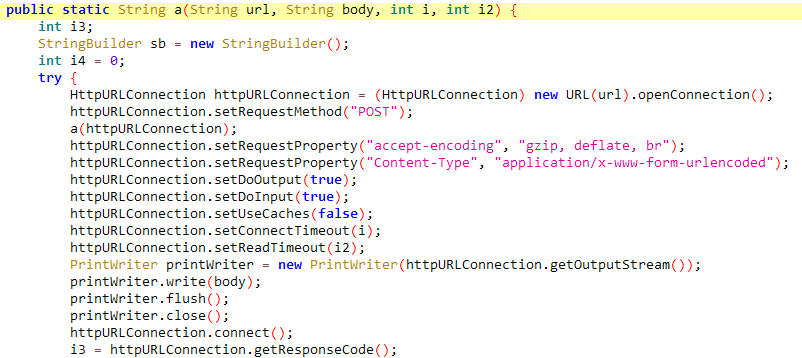 public static String a(String url, String body, int i, int i2) {
    int i3;
    StringBuilder sb = new StringBuilder();
    int i4 = 0;
    try {
        HttpURLConnection httpURLConnection = (HttpURLConnection) new URL(url).openConnection();
        httpURLConnection.setRequestMethod("POST");
        a(httpURLConnection);
        httpURLConnection.setRequestProperty("accept-encoding", "gzip, deflate, br");
        httpURLConnection.setRequestProperty("Content-Type", "application/x-www-form-urlencoded");
        httpURLConnection.setDoOutput(true);
        httpURLConnection.setDoInput(true);
        httpURLConnection.setUseCaches(false);
        httpURLConnection.setConnectTimeout(i);
        httpURLConnection.setReadTimeout(i2);
        PrintWriter printWriter = new PrintWriter(httpURLConnection.getOutputStream());
        printWriter.write(body);
        printWriter.flush();
        printWriter.close();
        httpURLConnection.connect();
        i3 = httpURLConnection.getResponseCode();